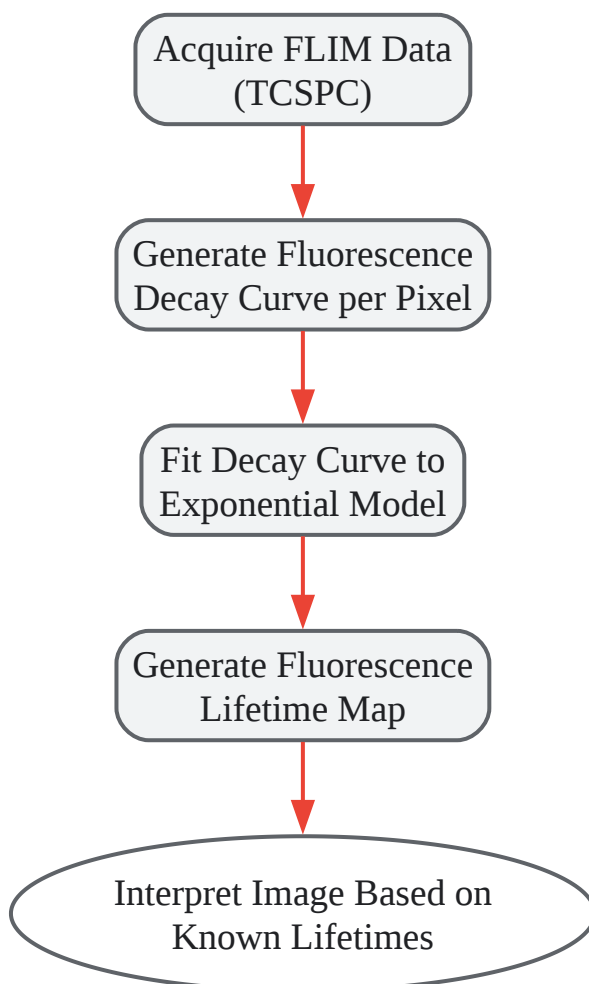 Acquire FLIM Data
(TCSPC)
Generate Fluorescence
Decay Curve per Pixel
Fit Decay Curve to
Exponential Model
Generate Fluorescence
Lifetime Map
Interpret Image Based on
Known Lifetimes